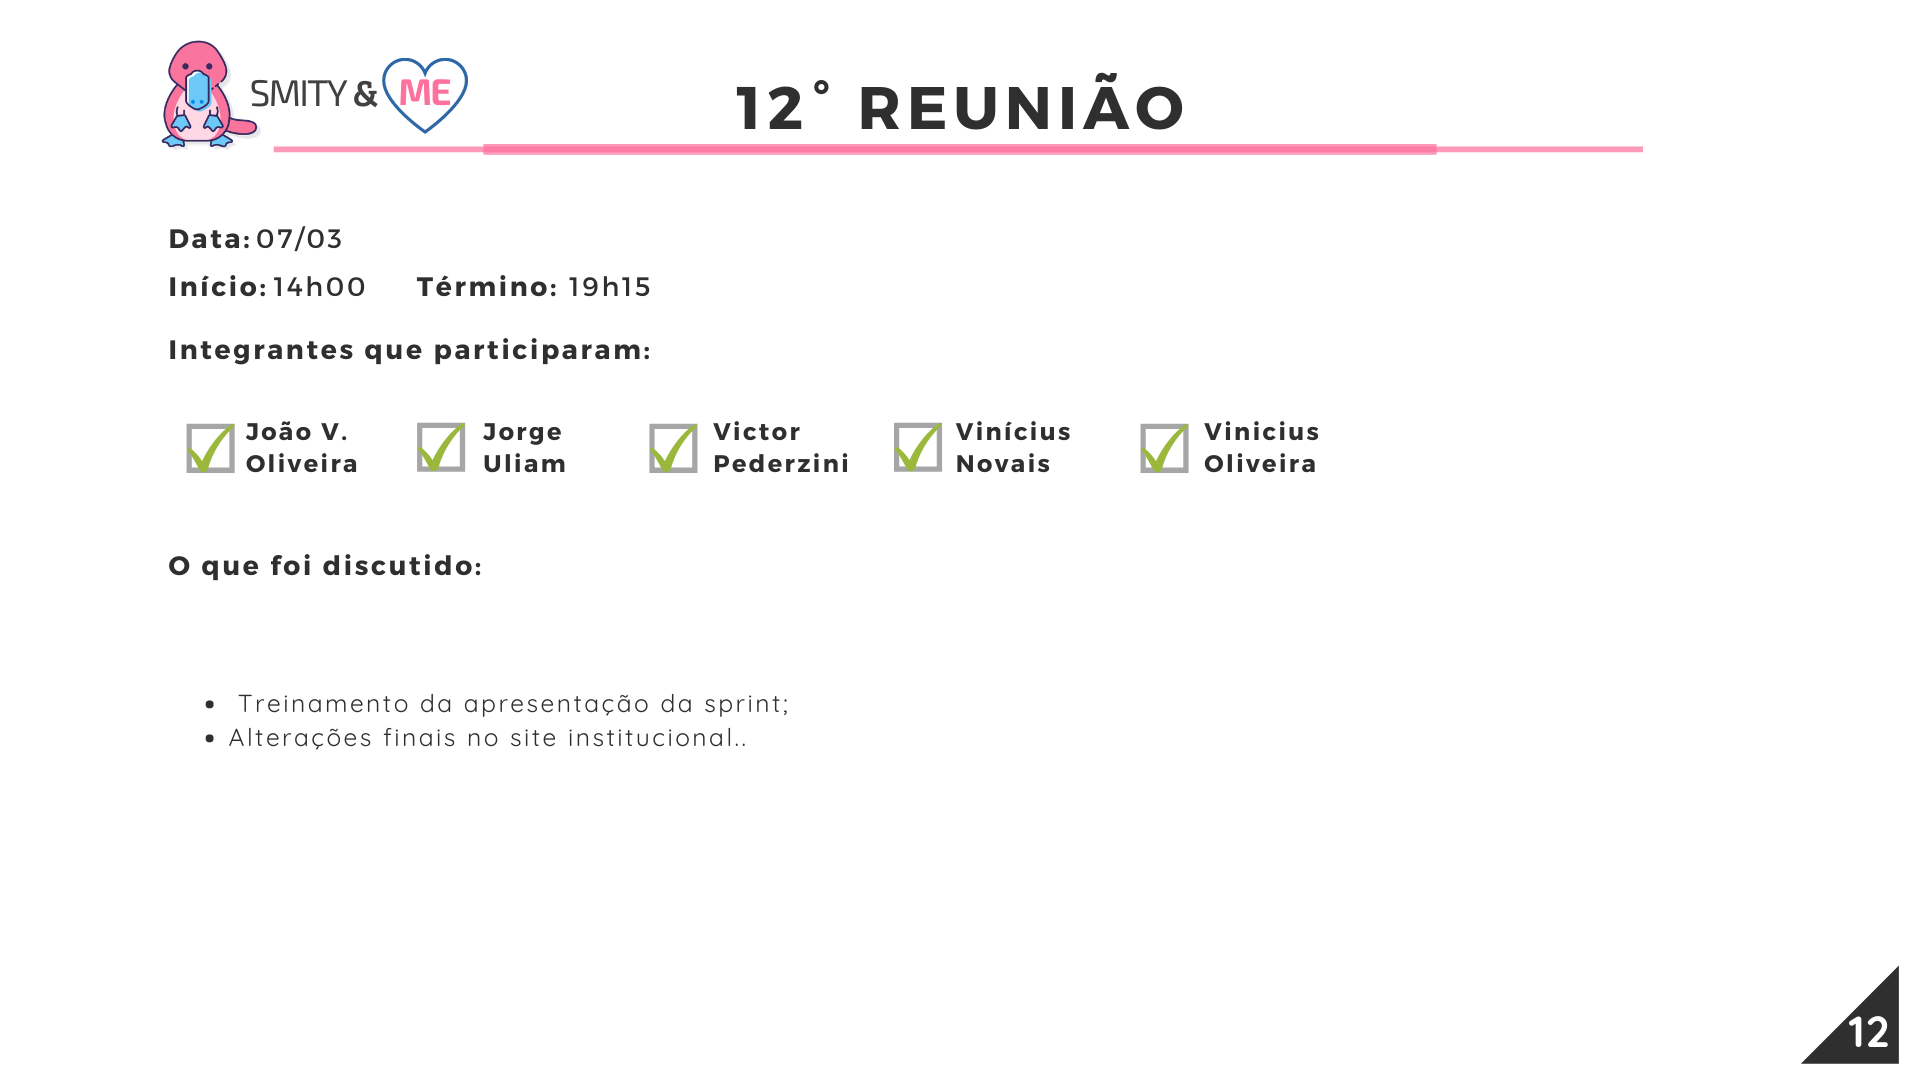 SMITY & ME
12° REUNIÃO
Data: 07/03
Início: 14h00 Término: 19h15
Integrantes que participaram:
João V. Oliveira
Jorge Uliam
Victor Pederzini
Vinícius Novais
Vinicius Oliveira
O que foi discutido:
• Treinamento da apresentação da sprint;
• Alterações finais no site institucional..
12